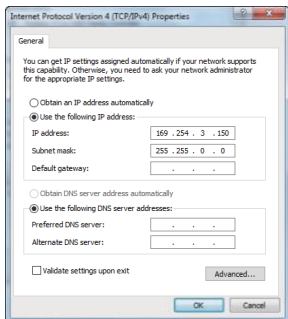 Internet Protocol Version 4 (TCP/IPv4) Properties
General
You can get IP settings assigned automatically if your network supports
this capability. Otherwise, you need to ask your network administrator
for the appropriate IP settings.
Obtain an IP address automatically
Use the following IP address:
IP address: 169 . 254 . 3 . 150
Subnet mask: 255 . 255 . 0 . 0
Default gateway: . . .
Obtain DNS server address automatically
Use the following DNS server addresses:
Preferred DNS server: . . .
Alternate DNS server: . . .
Validate settings upon exit
Advanced...
OK Cancel